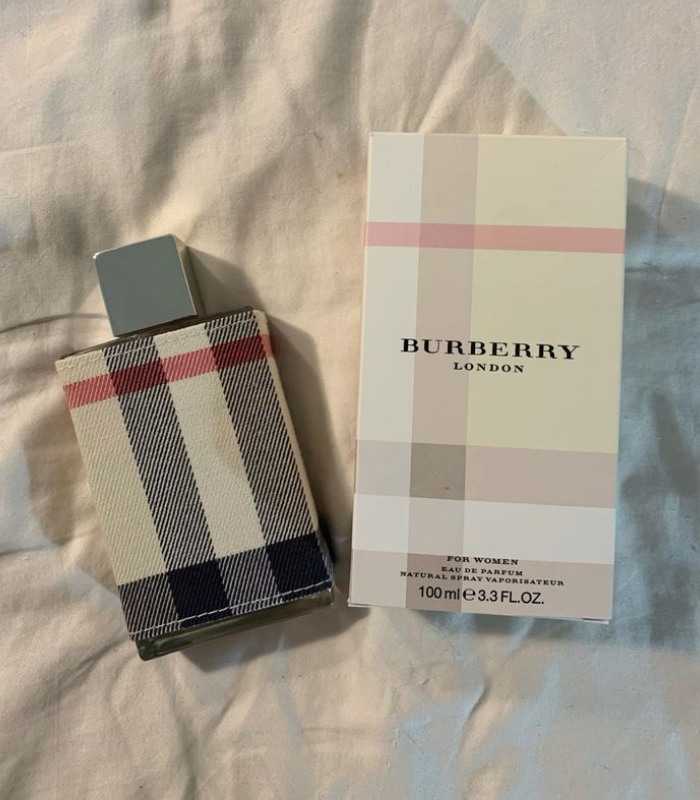 BURBERRY
LONDON
FOR WOMEN
EAU DE PARFUM
NATURAL SPRAY VAPORISATEUR
100 ml e 3.3 FL.OZ.